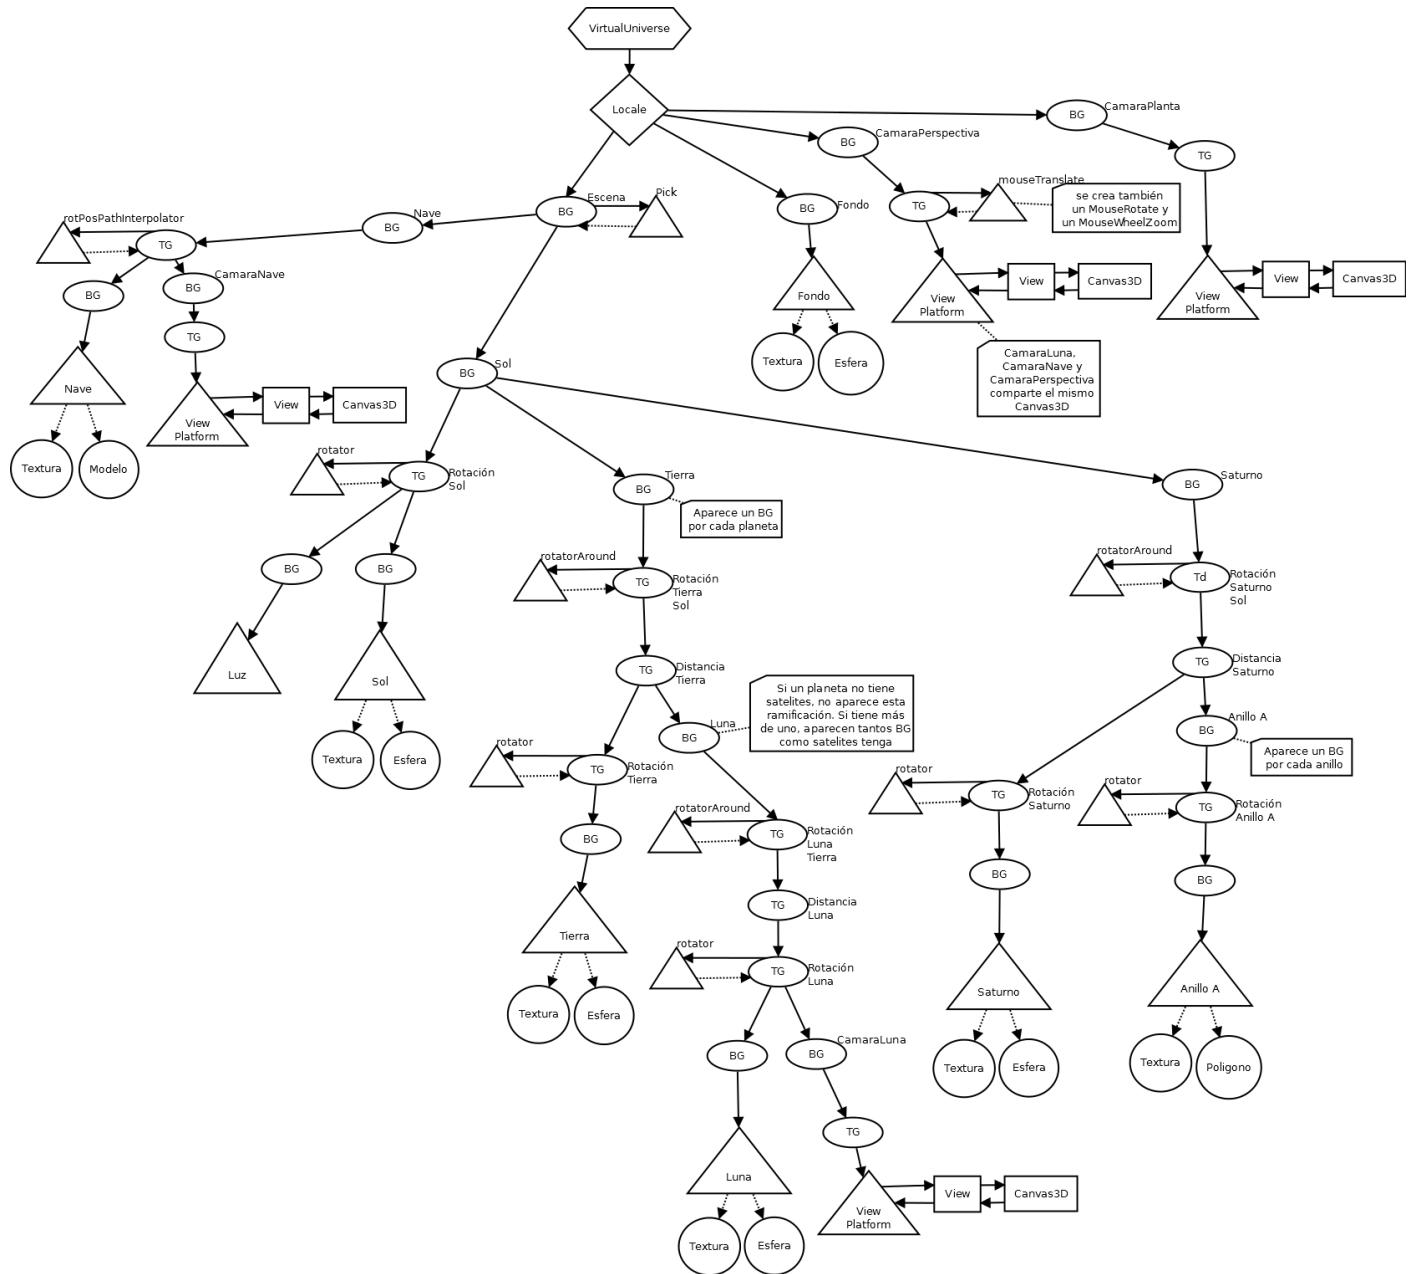 VirtualUniverse
Locale
BG
CamaraPlanta
BG
CamaraPerspectiva
TG
mouseTranslate
se crea también
un MouseRotate y
un MouseWheelZoom
TG
Pick
Escena
BG
BG
Fondo
Nave
BG
rotPosPathInterpolator
TG
CamaraNave
BG
BG
TG
Fondo
Textura
Esfera
View
Platform
View
Canvas3D
View
Platform
View
Canvas3D
CamaraLuna,
CamaraNave y
CamaraPerspectiva
comparte el mismo
Canvas3D
Nave
Textura
Modelo
View
Platform
View
Canvas3D
Sol
BG
rotator
TG
Rotación
Sol
Tierra
BG
Aparece un BG
por cada planeta
Saturno
BG
BG
BG
Luz
Sol
Textura
Esfera
rotatorAround
TG
Rotación
Tierra
Sol
rotatorAround
Td
Rotación
Saturno
Sol
TG
Distancia
Tierra
TG
Distancia
Saturno
Si un planeta no tiene
satelites, no aparece esta
ramificación. Si tiene más
de uno, aparecen tantos BG
como satelites tenga
Luna
BG
Anillo A
BG
Aparece un BG
por cada anillo
rotator
TG
Rotación
Tierra
BG
Tierra
Textura
Esfera
rotatorAround
TG
Rotación
Luna
Tierra
TG
Distancia
Luna
rotator
TG
Rotación
Luna
BG
CamaraLuna
BG
TG
Luna
Textura
Esfera
View
Platform
View
Canvas3D
rotator
TG
Rotación
Saturno
BG
Saturno
Textura
Esfera
rotator
TG
Rotación
Anillo A
BG
Anillo A
Textura
Poligono